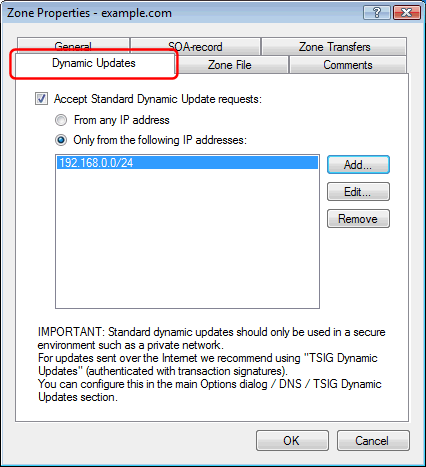 Zone Properties - example.com
General
SOA-record
Zone Transfers
Dynamic Updates
Zone File
Comments
Accept Standard Dynamic Update requests:
From any IP address
Only from the following IP addresses:
192.168.0.0/24
Add...
Edit...
Remove
IMPORTANT: Standard dynamic updates should only be used in a secure
environment such as a private network.
For updates sent over the Internet we recommend using "TSIG Dynamic
Updates" (authenticated with transaction signatures).
You can configure this in the main Options dialog / DNS / TSIG Dynamic
Updates section.
OK
Cancel